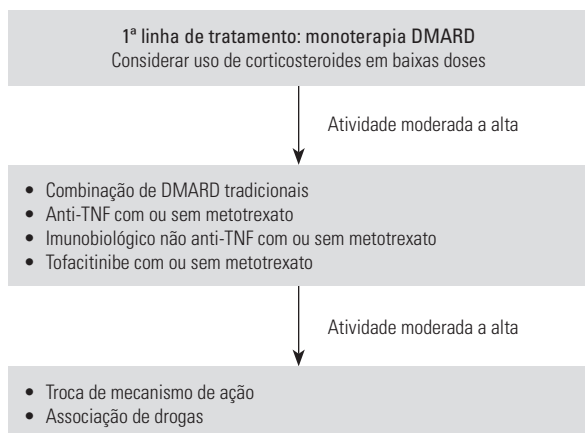 1ª linha de tratamento: monoterapia DMARD
Considerar uso de corticosteroides em baixas doses
Atividade moderada a alta
• Combinação de DMARD tradicionais
• Anti-TNF com ou sem metotrexato
• Imunobiológico não anti-TNF com ou sem metotrexato
• Tofacitinibe com ou sem metotrexato
Atividade moderada a alta
• Troca de mecanismo de ação
• Associação de drogas